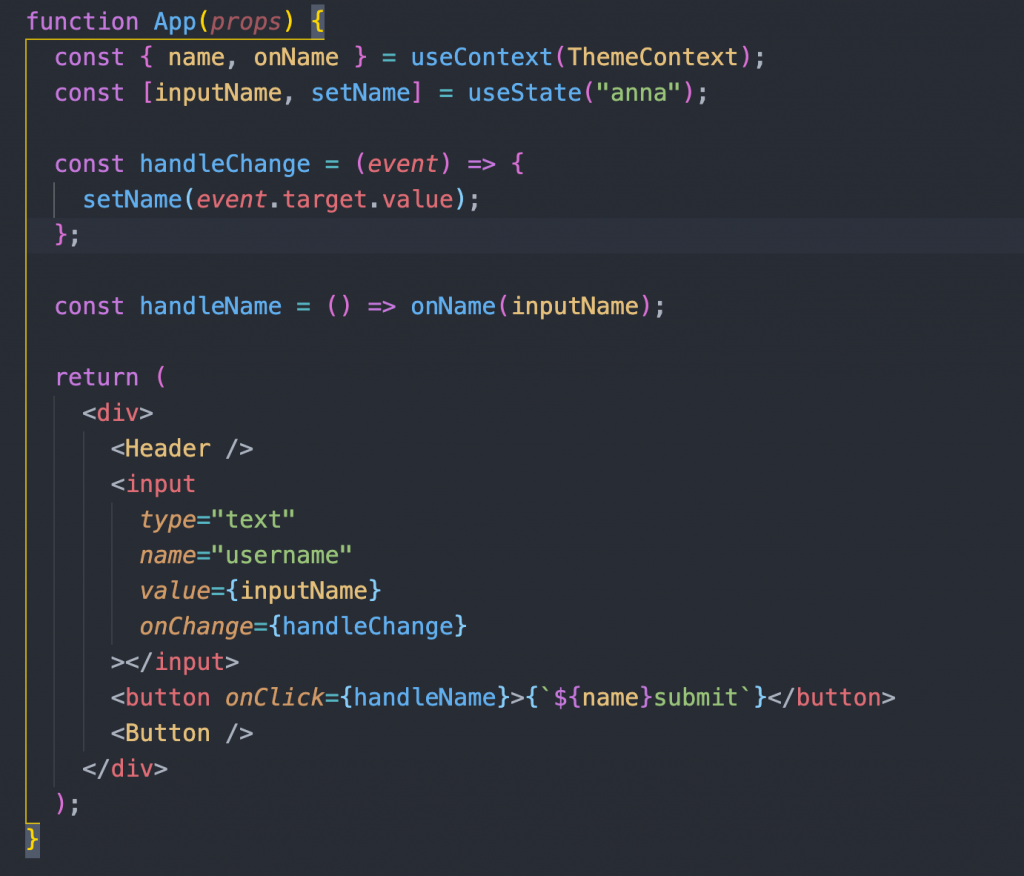 function App(props) {
  const { name, onName } = useContext(ThemeContext);
  const [inputName, setName] = useState("anna");

  const handleChange = (event) => {
    setName(event.target.value);
  };

  const handleName = () => onName(inputName);

  return (
    <div>
      <Header />
      <input
        type="text"
        name="username"
        value={inputName}
        onChange={handleChange}
      ></input>
      <button onClick={handleName}>{`${name}submit`}</button>
      <Button />
    </div>
  );
}